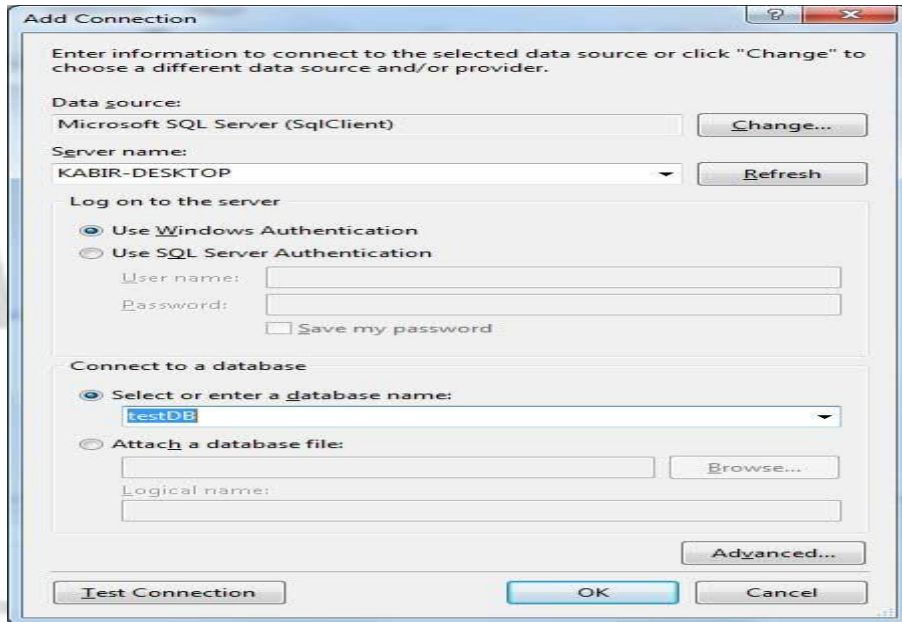 Add Connection
Enter information to connect to the selected data source or click "Change" to
choose a different data source and/or provider.
Data source:
Microsoft SQL Server (SqlClient)
Change...
Server name:
KABIR-DESKTOP
Refresh
Log on to the server
Use Windows Authentication
Use SQL Server Authentication
User name:
Password:
Save my password
Connect to a database
Select or enter a database name:
testDB
Attach a database file:
Browse...
Logical name:
Advanced...
Test Connection
OK
Cancel